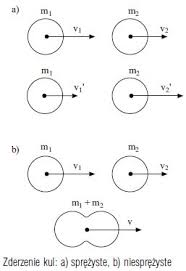 a)
m₁ m₂
v₁ v₂
m₁ m₂
v₁' v₂'
b)
m₁ m₂
v₁ v₂
m₁ + m₂
v
Zderzenie kul: a) sprężyste, b) niesprężyste